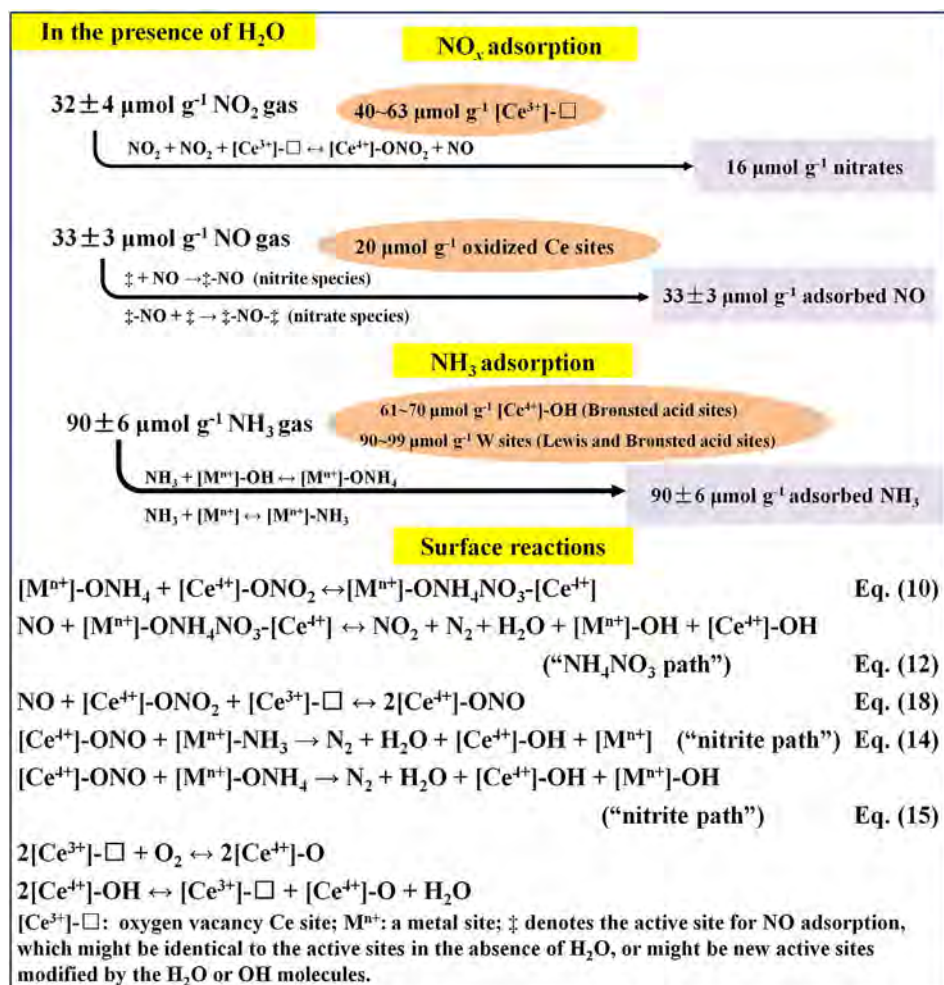 In the presence of H₂O
NOₓ adsorption
32±4 μmol g⁻¹ NO₂ gas
40~63 μmol g⁻¹ [Ce³⁺]-□
NO₂ + NO₂ + [Ce³⁺]-□ ↔ [Ce⁴⁺]-ONO₂ + NO
16 μmol g⁻¹ nitrates
33±3 μmol g⁻¹ NO gas
20 μmol g⁻¹ oxidized Ce sites
‡ + NO →‡-NO (nitrite species)
33±3 μmol g⁻¹ adsorbed NO
‡-NO + ‡ → ‡-NO-‡ (nitrate species)
NH₃ adsorption
90±6 μmol g⁻¹ NH₃ gas
61~70 μmol g⁻¹ [Ce⁴⁺]-OH (Brønsted acid sites)
90~99 μmol g⁻¹ W sites (Lewis and Brønsted acid sites)
NH₃ + [Mⁿ⁺]-OH ↔ [Mⁿ⁺]-ONH₄
90±6 μmol g⁻¹ adsorbed NH₃
NH₃ + [Mⁿ⁺] ↔ [Mⁿ⁺]-NH₃
Surface reactions
[Mⁿ⁺]-ONH₄ + [Ce⁴⁺]-ONO₂ ↔[Mⁿ⁺]-ONH₄NO₃-[Ce⁴⁺] Eq. (10)
NO + [Mⁿ⁺]-ONH₄NO₃-[Ce⁴⁺] ↔ NO₂ + N₂ + H₂O + [Mⁿ⁺]-OH + [Ce⁴⁺]-OH
(“NH₄NO₃ path”) Eq. (12)
NO + [Ce⁴⁺]-ONO₂ + [Ce³⁺]-□ ↔ 2[Ce⁴⁺]-ONO Eq. (18)
[Ce⁴⁺]-ONO + [Mⁿ⁺]-NH₃ → N₂ + H₂O + [Ce⁴⁺]-OH + [Mⁿ⁺] (“nitrite path”) Eq. (14)
[Ce⁴⁺]-ONO + [Mⁿ⁺]-ONH₄ → N₂ + H₂O + [Ce⁴⁺]-OH + [Mⁿ⁺]-OH
(“nitrite path”) Eq. (15)
2[Ce³⁺]-□ + O₂ ↔ 2[Ce⁴⁺]-O
2[Ce⁴⁺]-OH ↔ [Ce³⁺]-□ + [Ce⁴⁺]-O + H₂O
[Ce³⁺]-□: oxygen vacancy Ce site; Mⁿ⁺: a metal site; ‡ denotes the active site for NO adsorption,
which might be identical to the active sites in the absence of H₂O, or might be new active sites
modified by the H₂O or OH molecules.